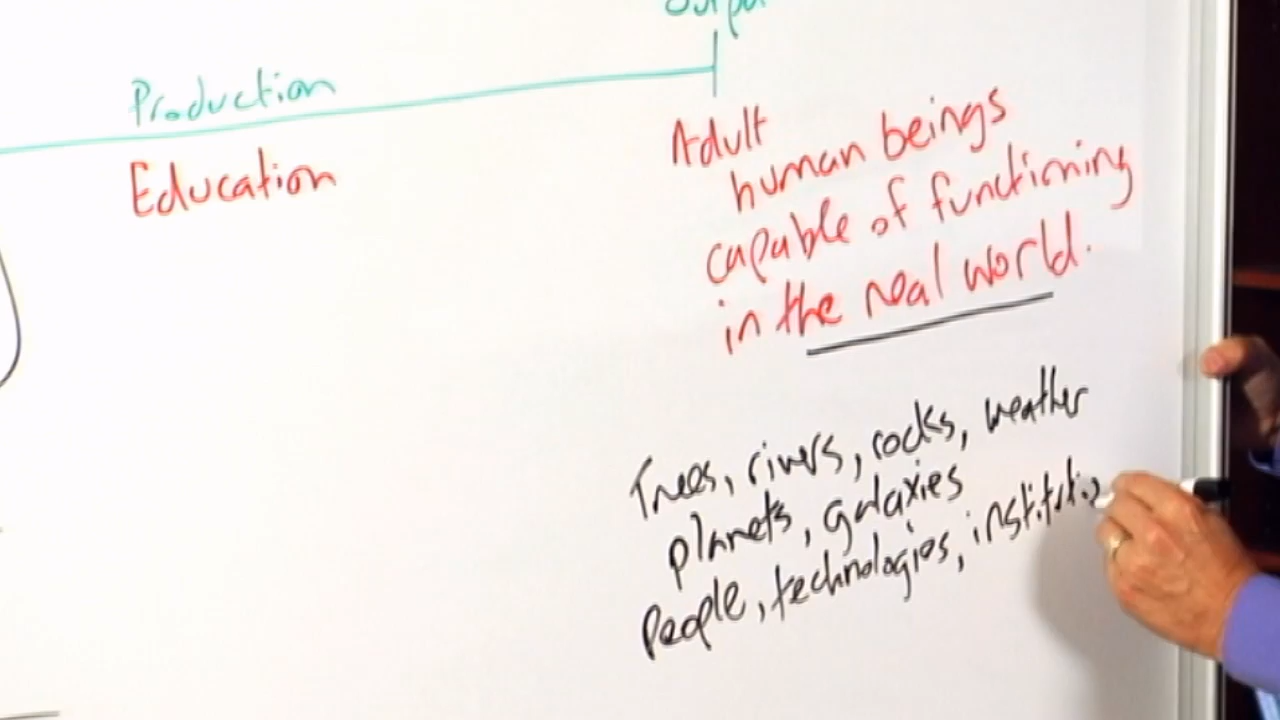 Production
Education
Adult
human beings
capable of functioning
in the real world.
Trees, rivers, rocks, weather
planets, galaxies
People, technologies,